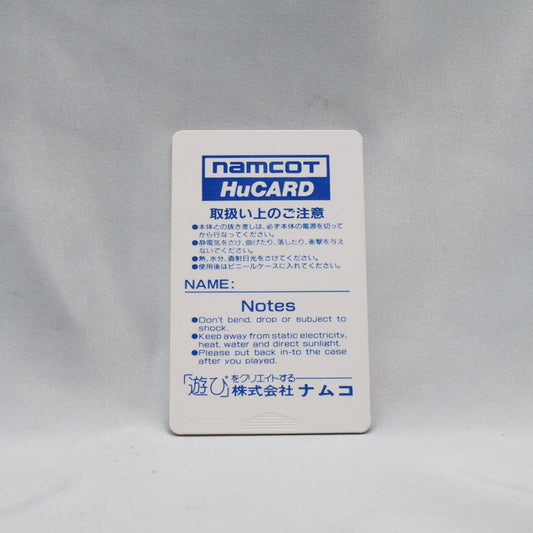 namcoT
HuCARD
取扱い上のご注意
●本体との抜き差しは、必ず本体の電源を切って
から行なってください。
●静電気をさけ、曲げたり、落したり、衝撃を与え
ないでください。
●熱、水分、直射日光をさけてください。
●使用後はビニールケースに入れてください。
NAME:
Notes
●Don't bend, drop or subject to
shock.
●Keep away from static electricity,
heat, water and direct sunlight.
●Please put back in-to the case
after you played.
「遊び」をクリエイトする
株式会社 ナムコ